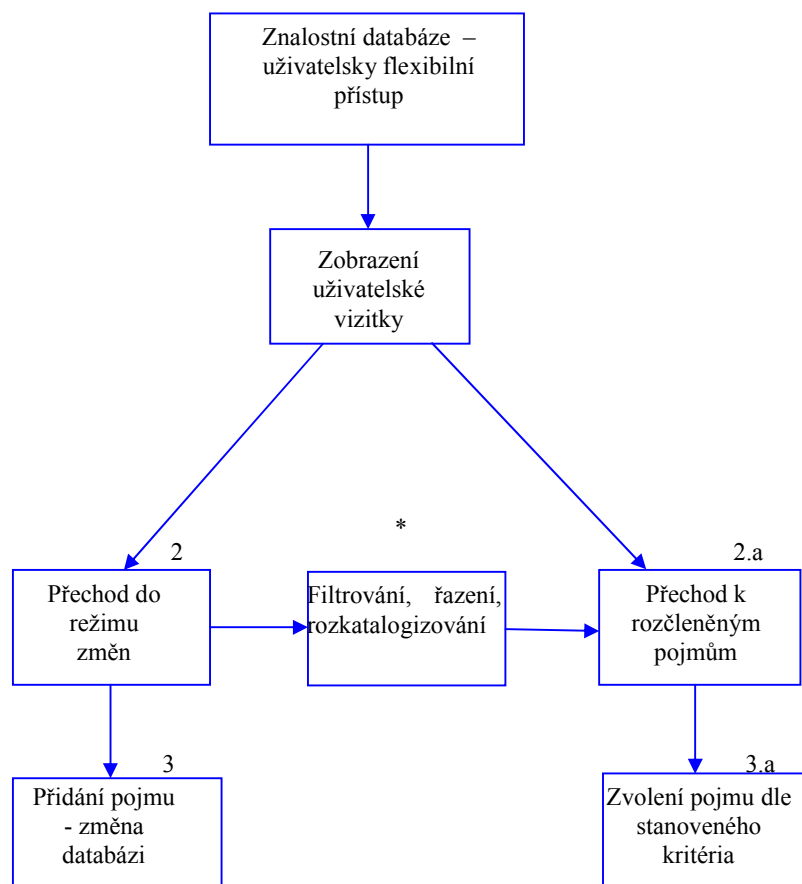 Znalostní databáze –
uživatelsky flexibilní
přístup
Zobrazení
uživatelské
vizitky
*
2
2.a
Přechod do
režimu
změn
Filtrování, řazení,
rozkatalogizování
Přechod k
rozčleněným
pojmům
3
3.a
Přidání pojmu
- změna
databázi
Zvolení pojmu dle
stanoveného
kritéria